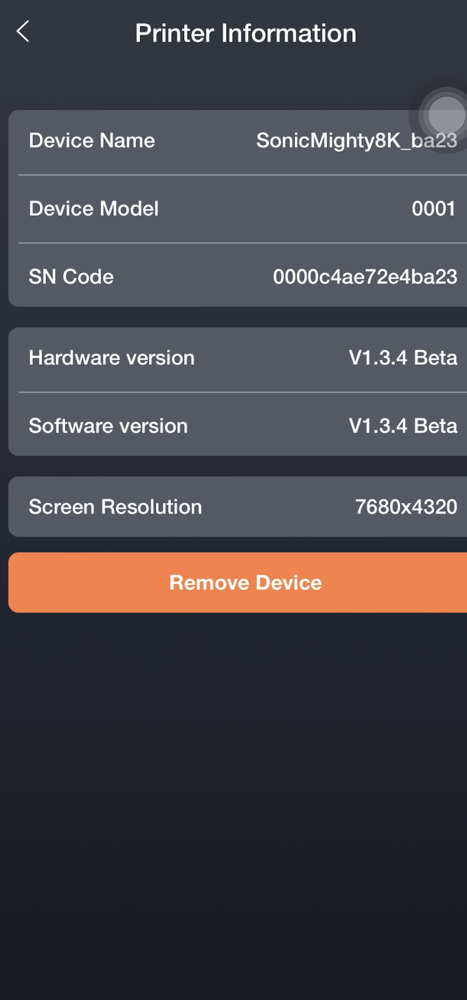 Printer Information
Device Name SonicMighty8K_ba23
Device Model 0001
SN Code 0000c4ae72e4ba23
Hardware version V1.3.4 Beta
Software version V1.3.4 Beta
Screen Resolution 7680x4320
Remove Device